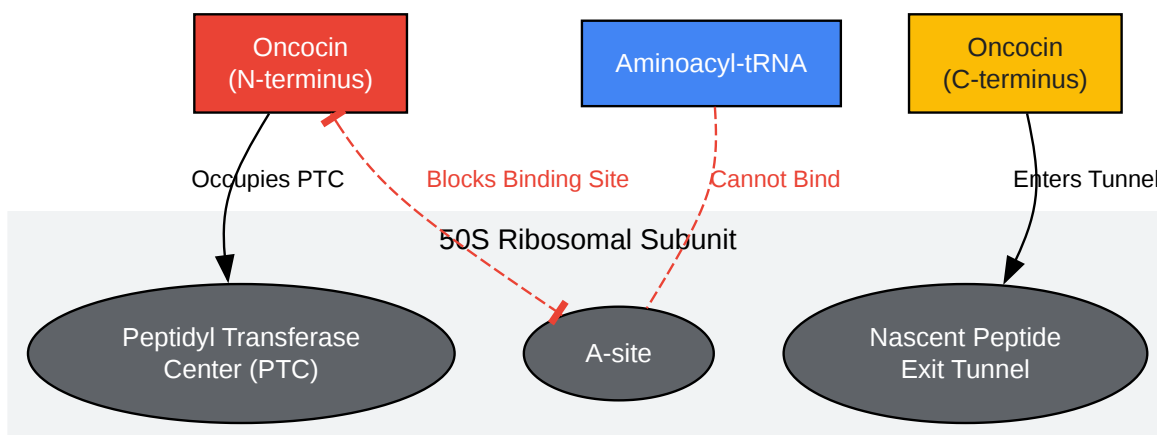 Oncocin
(N-terminus)
Aminoacyl-tRNA
Oncocin
(C-terminus)
Occupies PTC
Blocks Binding Site
Cannot Bind
Enters Tunnel
50S Ribosomal Subunit
Peptidyl Transferase
Center (PTC)
A-site
Nascent Peptide
Exit Tunnel